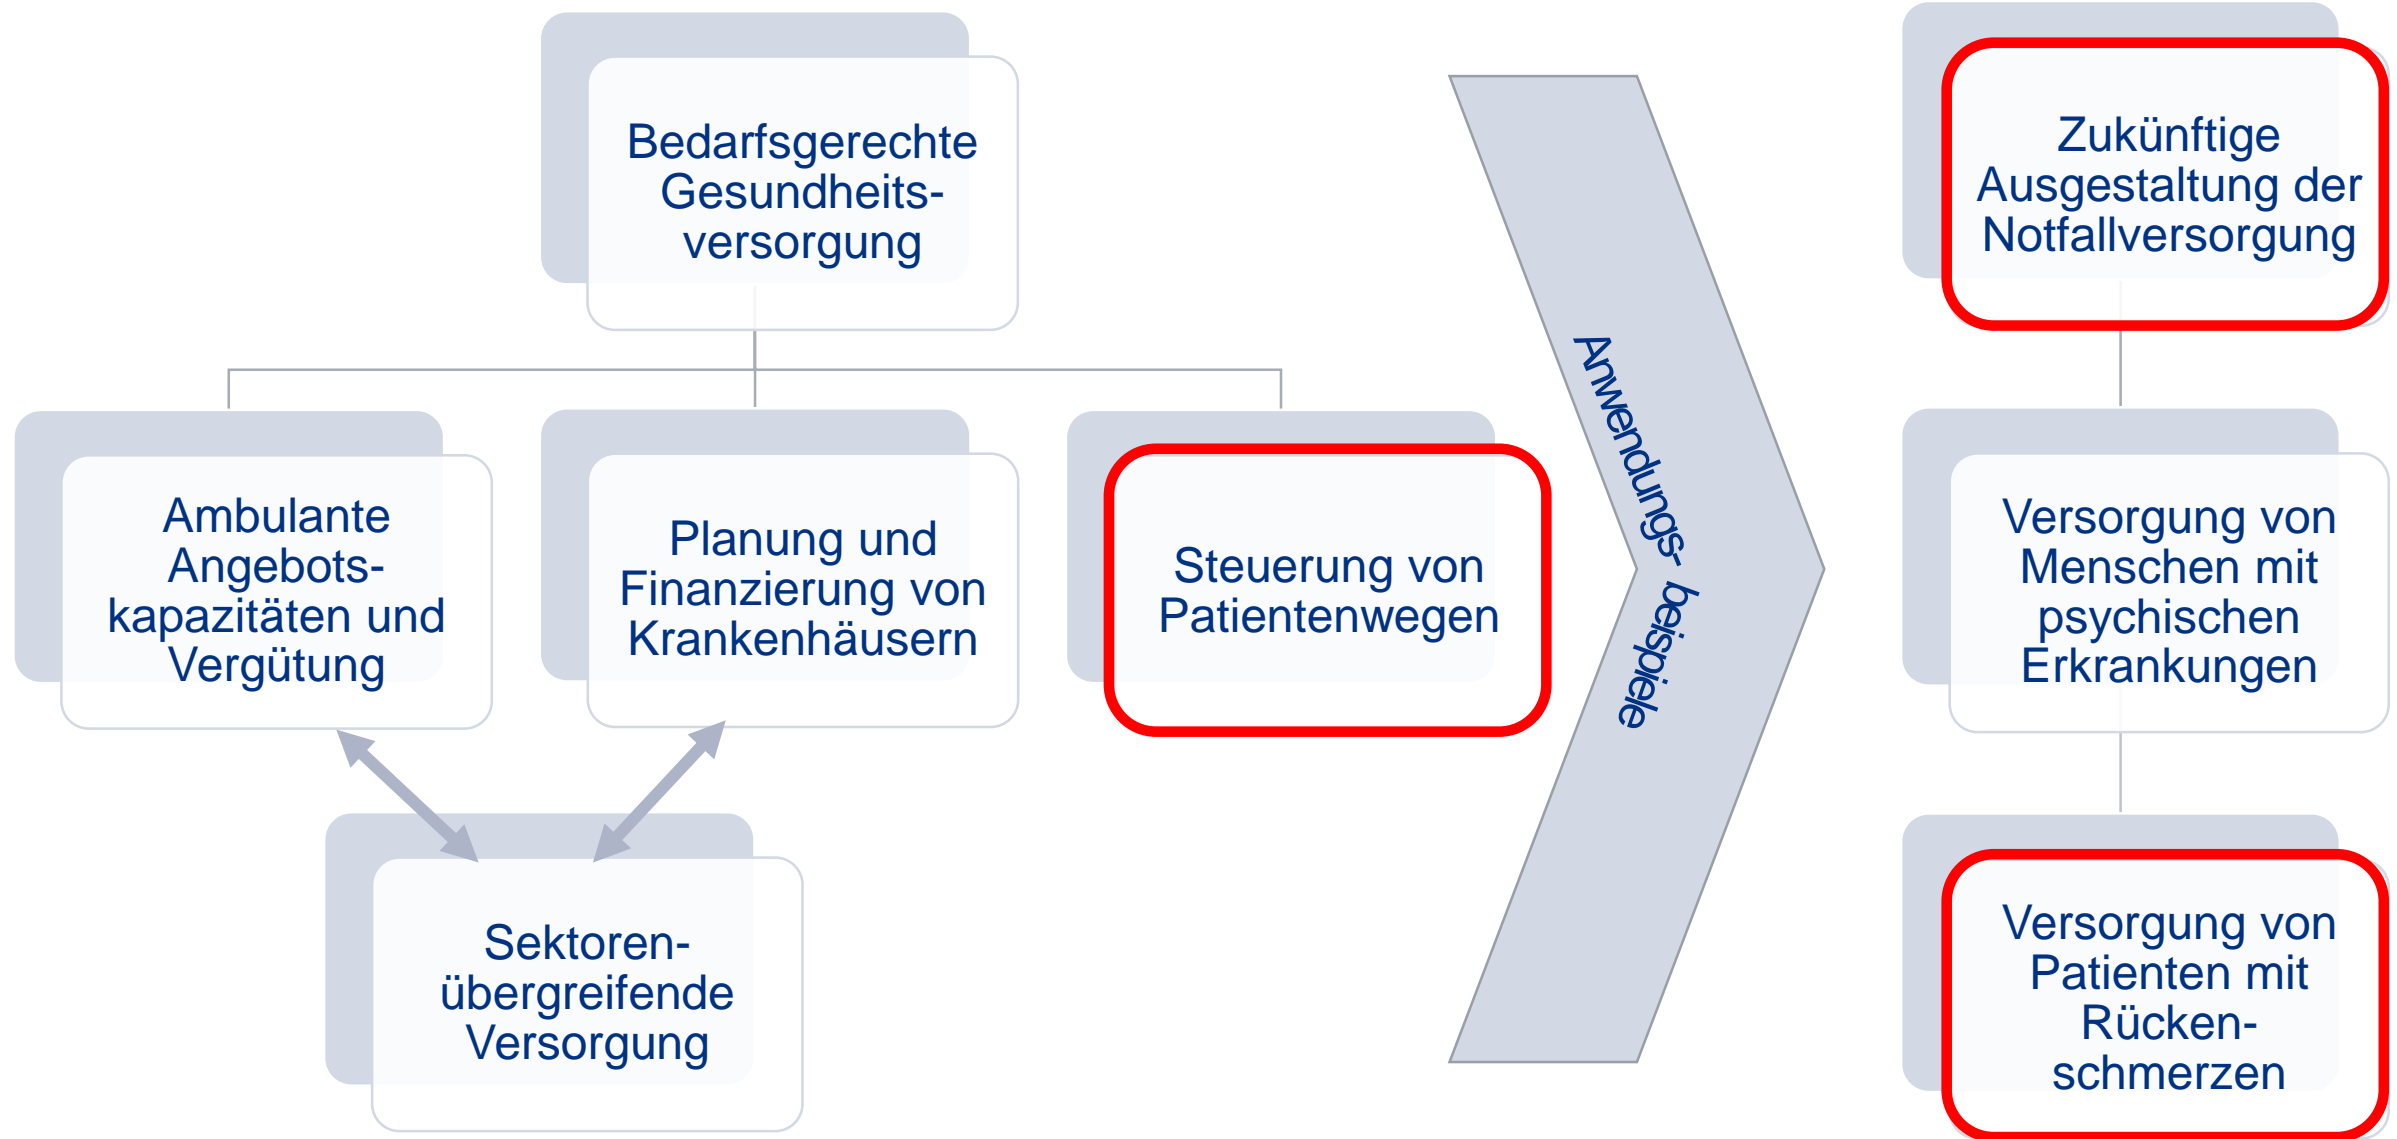 Bedarfsgerechte
Gesundheits-
versorgung
Ambulante
Angebots-
kapazitäten und
Vergütung
Planung und
Finanzierung von
Krankenhäusern
Steuerung von
Patientenwegen
Sektoren-
übergreifende
Versorgung
Anwendungs- beispiele
Zukünftige
Ausgestaltung der
Notfallversorgung
Versorgung von
Menschen mit
psychischen
Erkrankungen
Versorgung von
Patienten mit
Rücken-
schmerzen